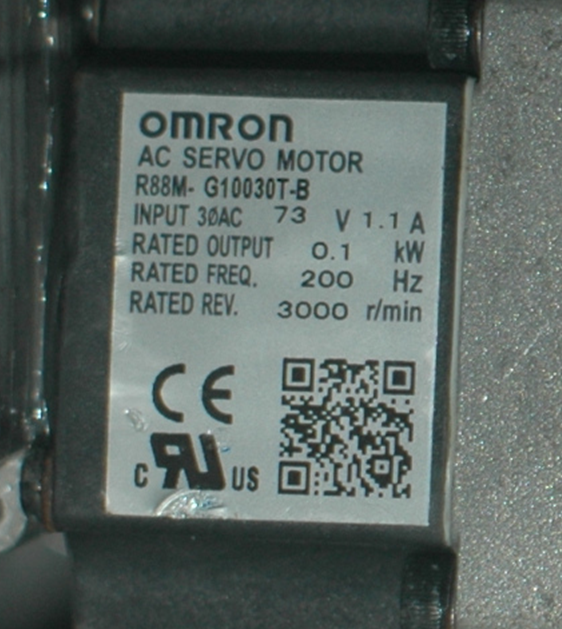 OMRON
AC SERVO MOTOR
R88M- G10030T-B
INPUT 3ØAC 73 V 1.1 A
RATED OUTPUT 0.1 kW
RATED FREQ. 200 Hz
RATED REV. 3000 r/min
CE
C RU US